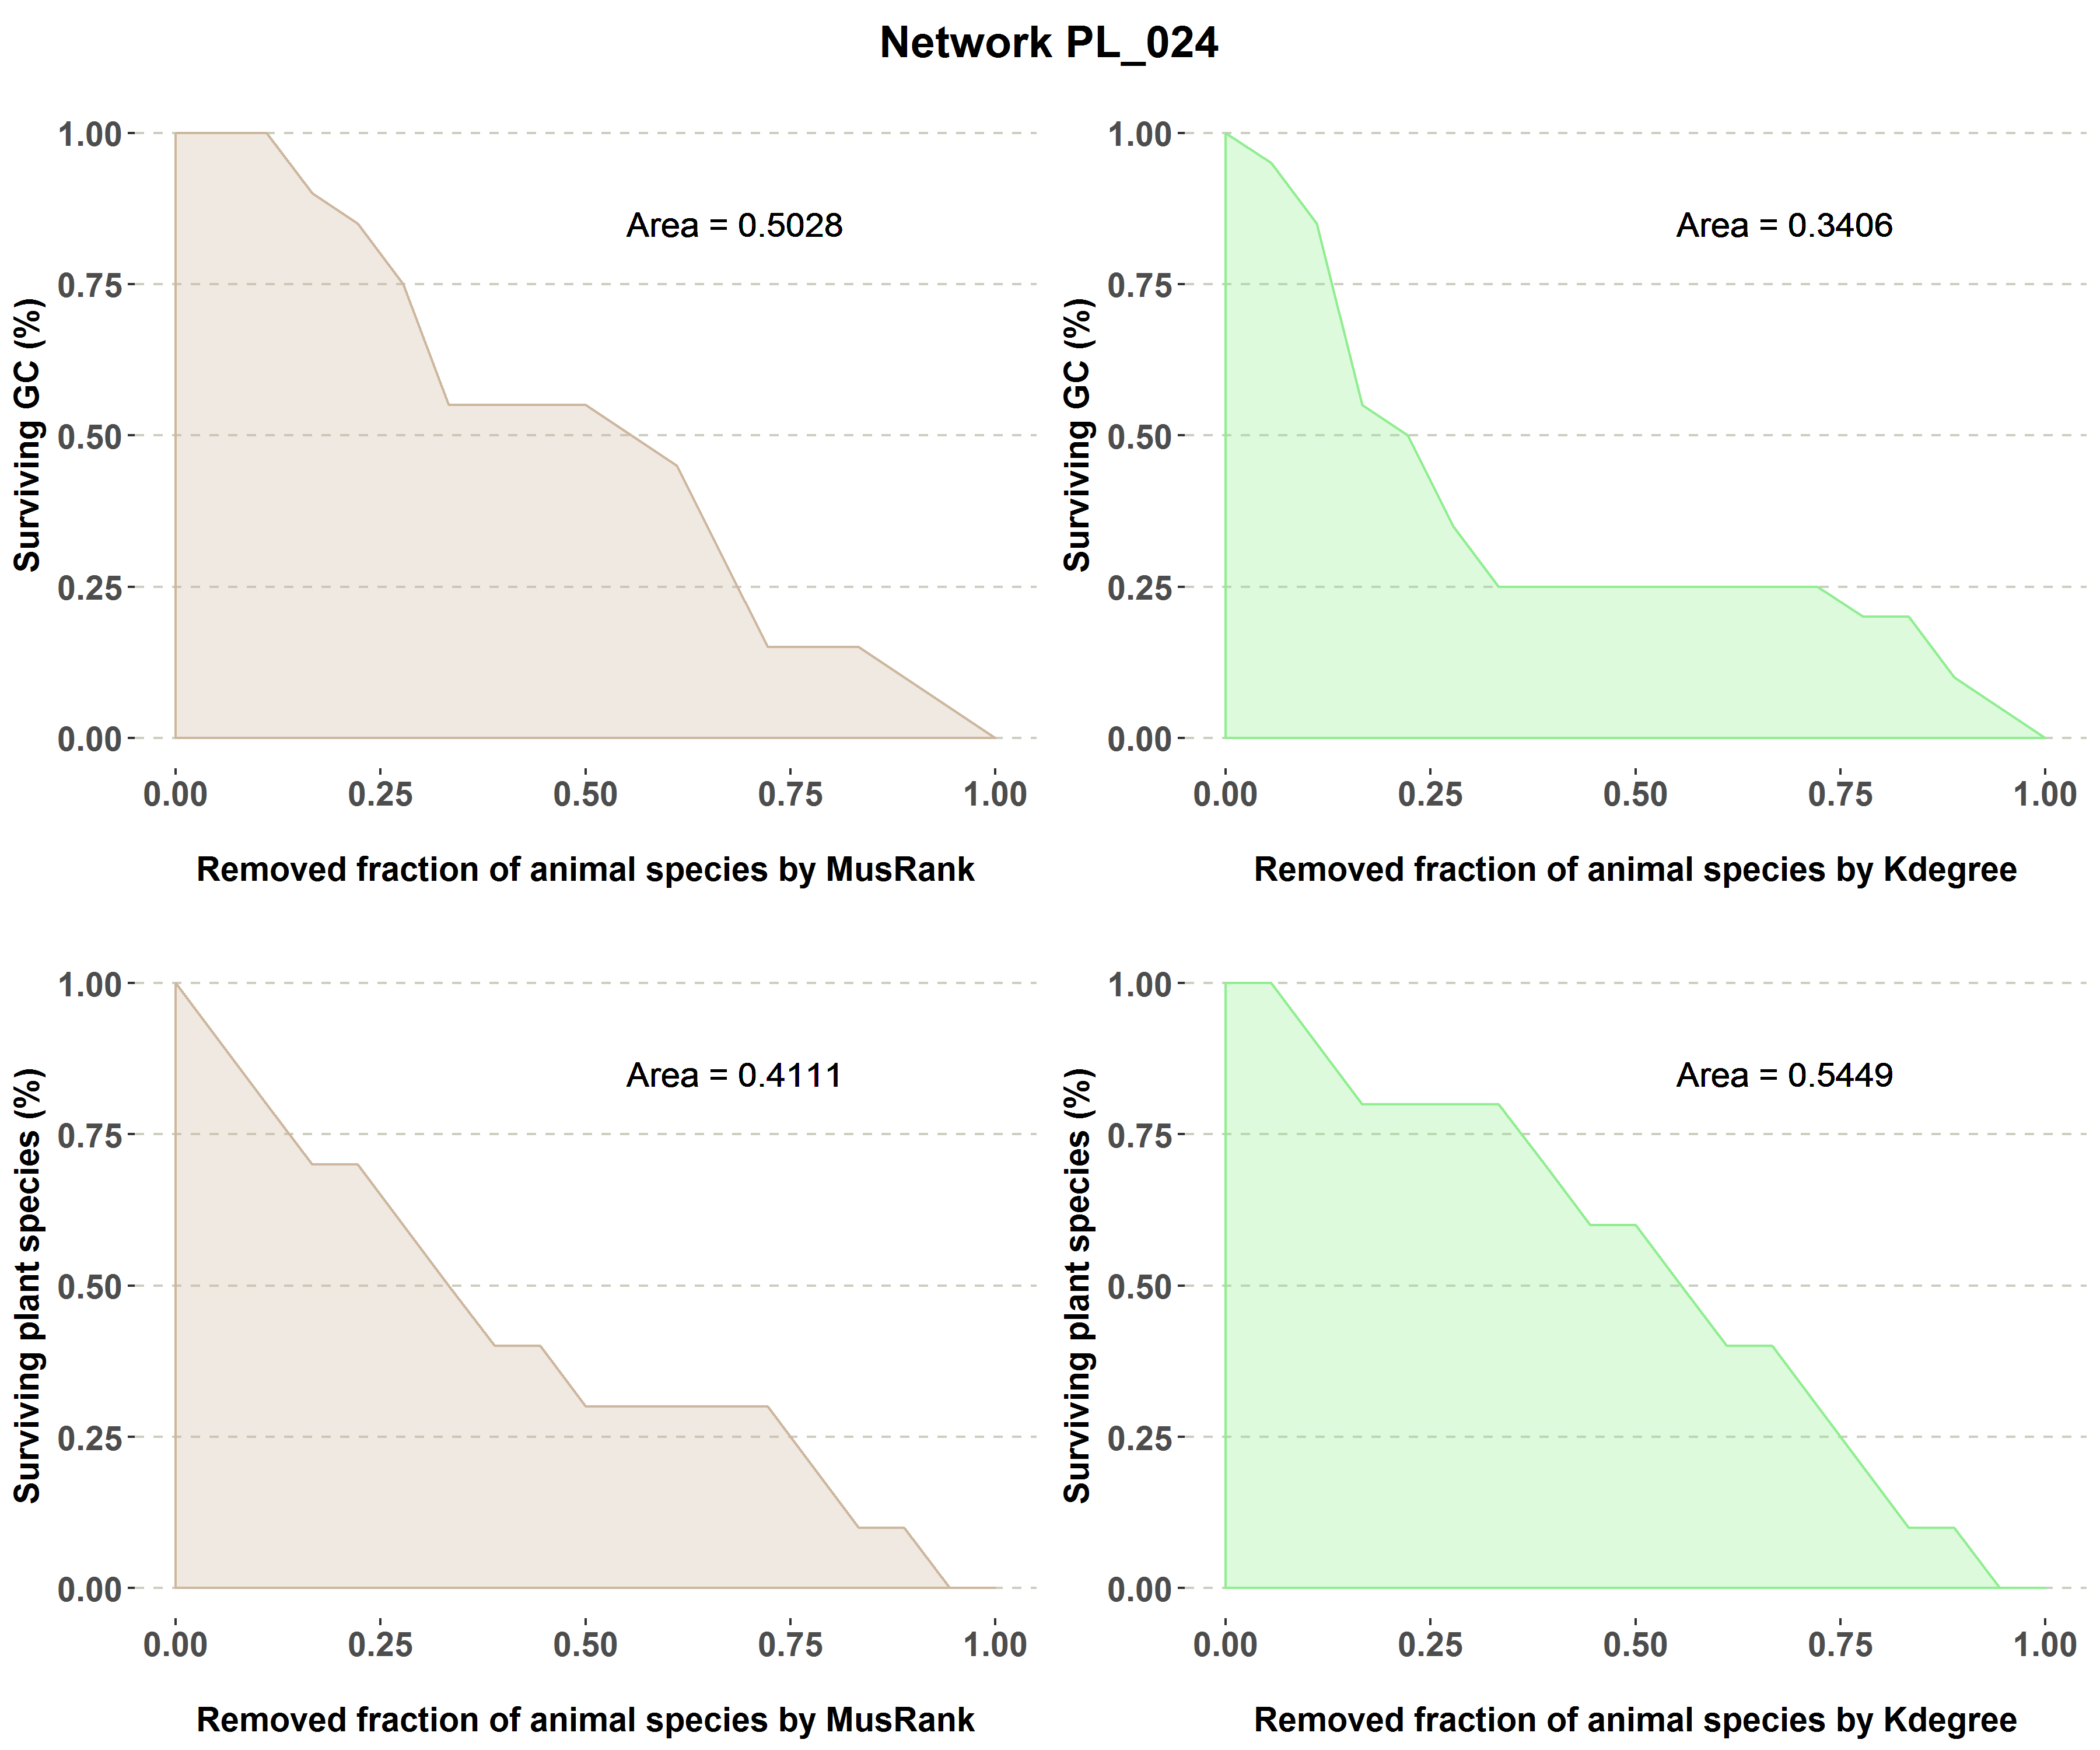 Network PL_024
Surviving GC (%)
1.00
0.75
0.50
0.25
0.00
Area = 0.5028
0.00 0.25 0.50 0.75 1.00
Removed fraction of animal species by MusRank
Surviving GC (%)
1.00
0.75
0.50
0.25
0.00
Area = 0.3406
0.00 0.25 0.50 0.75 1.00
Removed fraction of animal species by Kdegree
Surviving plant species (%)
1.00
0.75
0.50
0.25
0.00
Area = 0.4111
0.00 0.25 0.50 0.75 1.00
Removed fraction of animal species by MusRank
Surviving plant species (%)
1.00
0.75
0.50
0.25
0.00
Area = 0.5449
0.00 0.25 0.50 0.75 1.00
Removed fraction of animal species by Kdegree